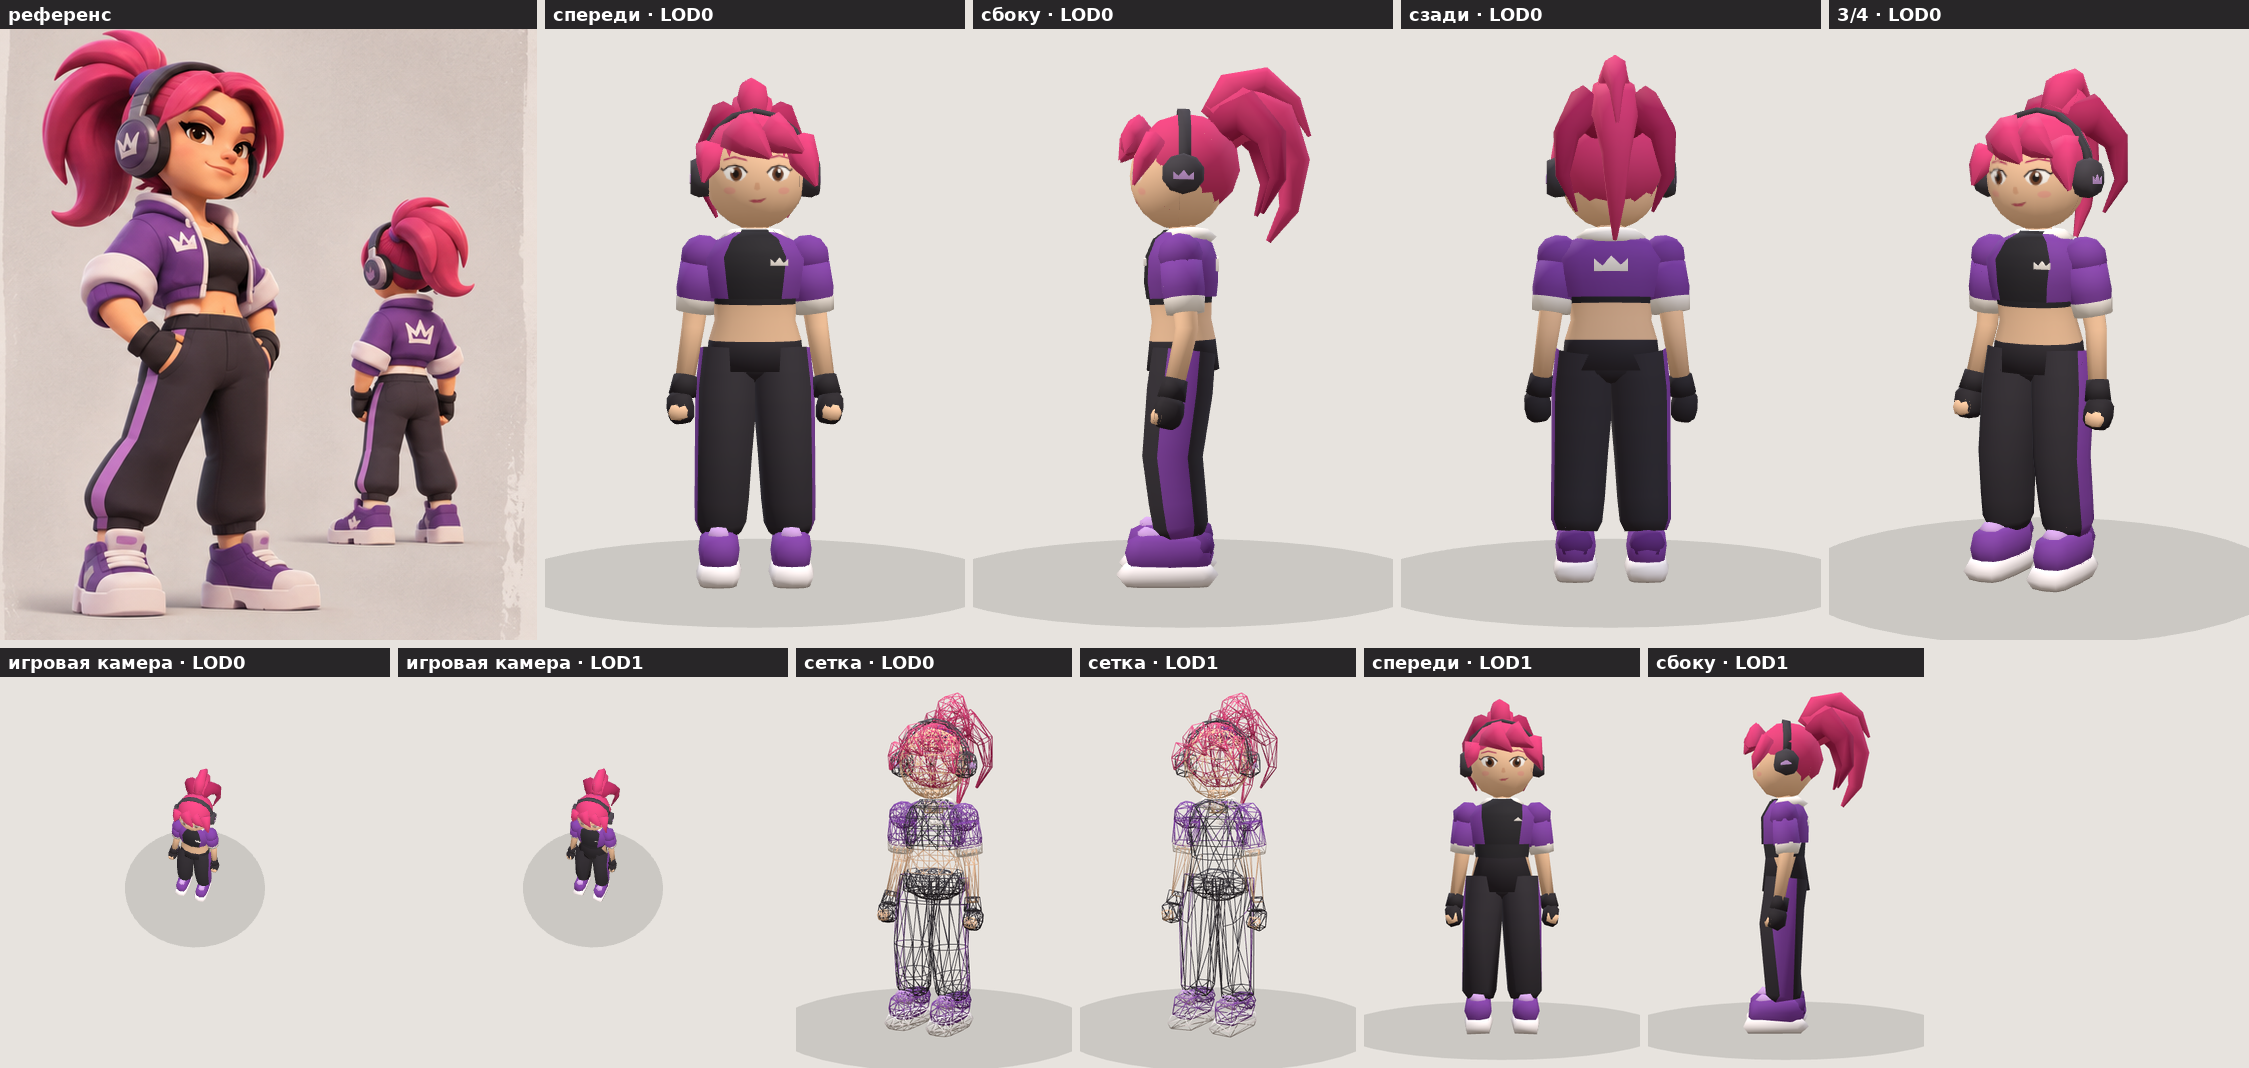 референс
спереди · LOD0
сбоку · LOD0
сзади · LOD0
3/4 · LOD0
игровая камера · LOD0
игровая камера · LOD1
сетка · LOD0
сетка · LOD1
спереди · LOD1
сбоку · LOD1